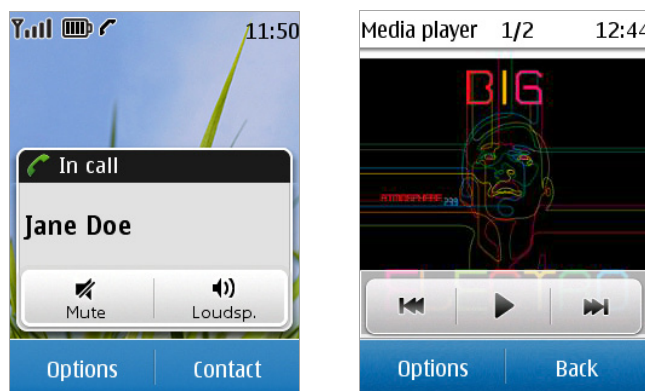 11:50
In call
Jane Doe
Mute Loudsp.
Options Contact
Media player 1/2 12:44
BIG
ATMOSPHERE
Options Back